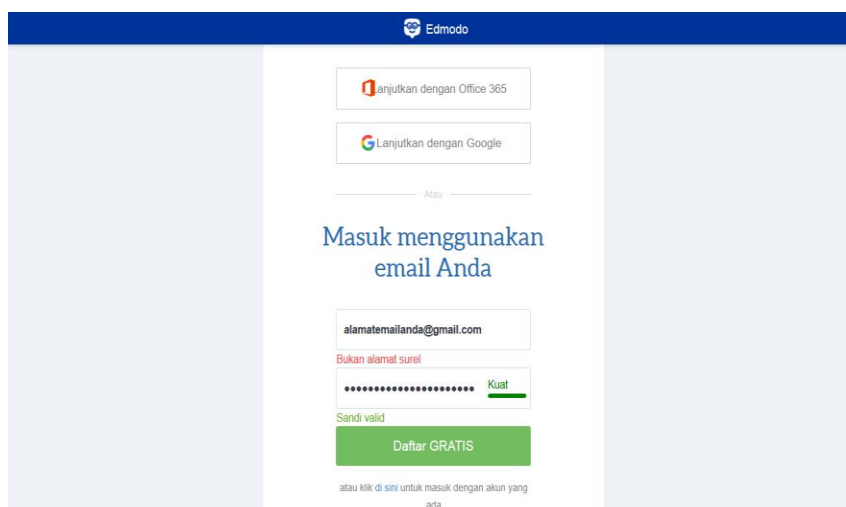 Edmodo
Lanjutkan dengan Office 365
Lanjutkan dengan Google
Atau
Masuk menggunakan
email Anda
alamatemailanda@gmail.com
Bukan alamat surel
Kuat
Sandi valid
Daftar GRATIS
atau klik di sini untuk masuk dengan akun yang
ada